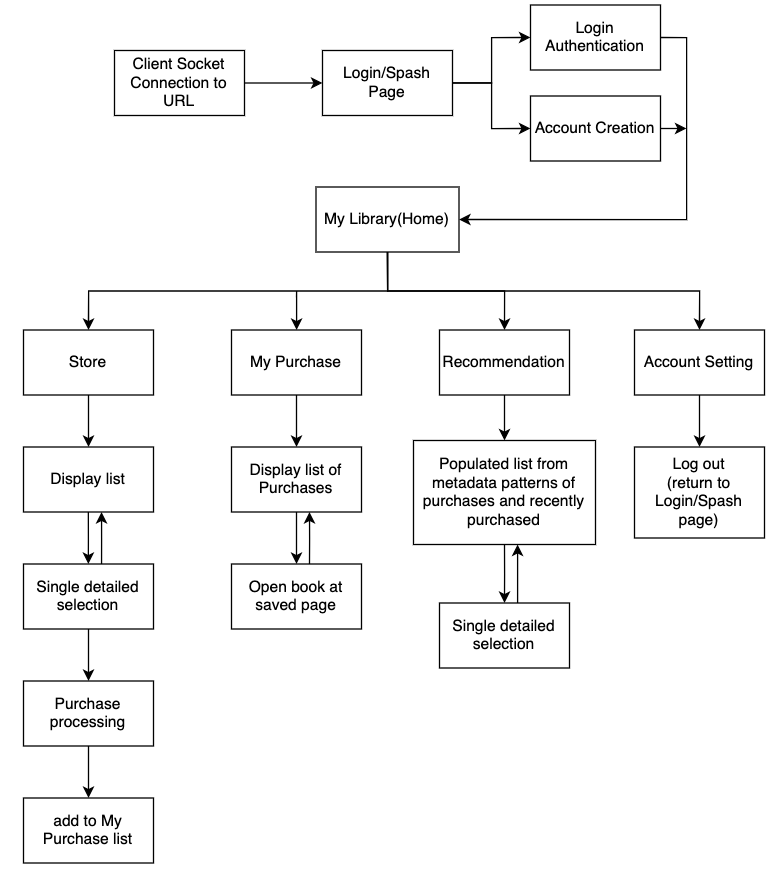 Login
Authentication
Client Socket
Connection to
URL
Login/Spash
Page
Account Creation
My Library(Home)
Store
My Purchase
Recommendation
Account Setting
Display list
Display list of
Purchases
Populated list from
metadata patterns of
purchases and recently
purchased
Log out
(return to
Login/Spash
page)
Single detailed
selection
Open book at
saved page
Single detailed
selection
Purchase
processing
add to My
Purchase list